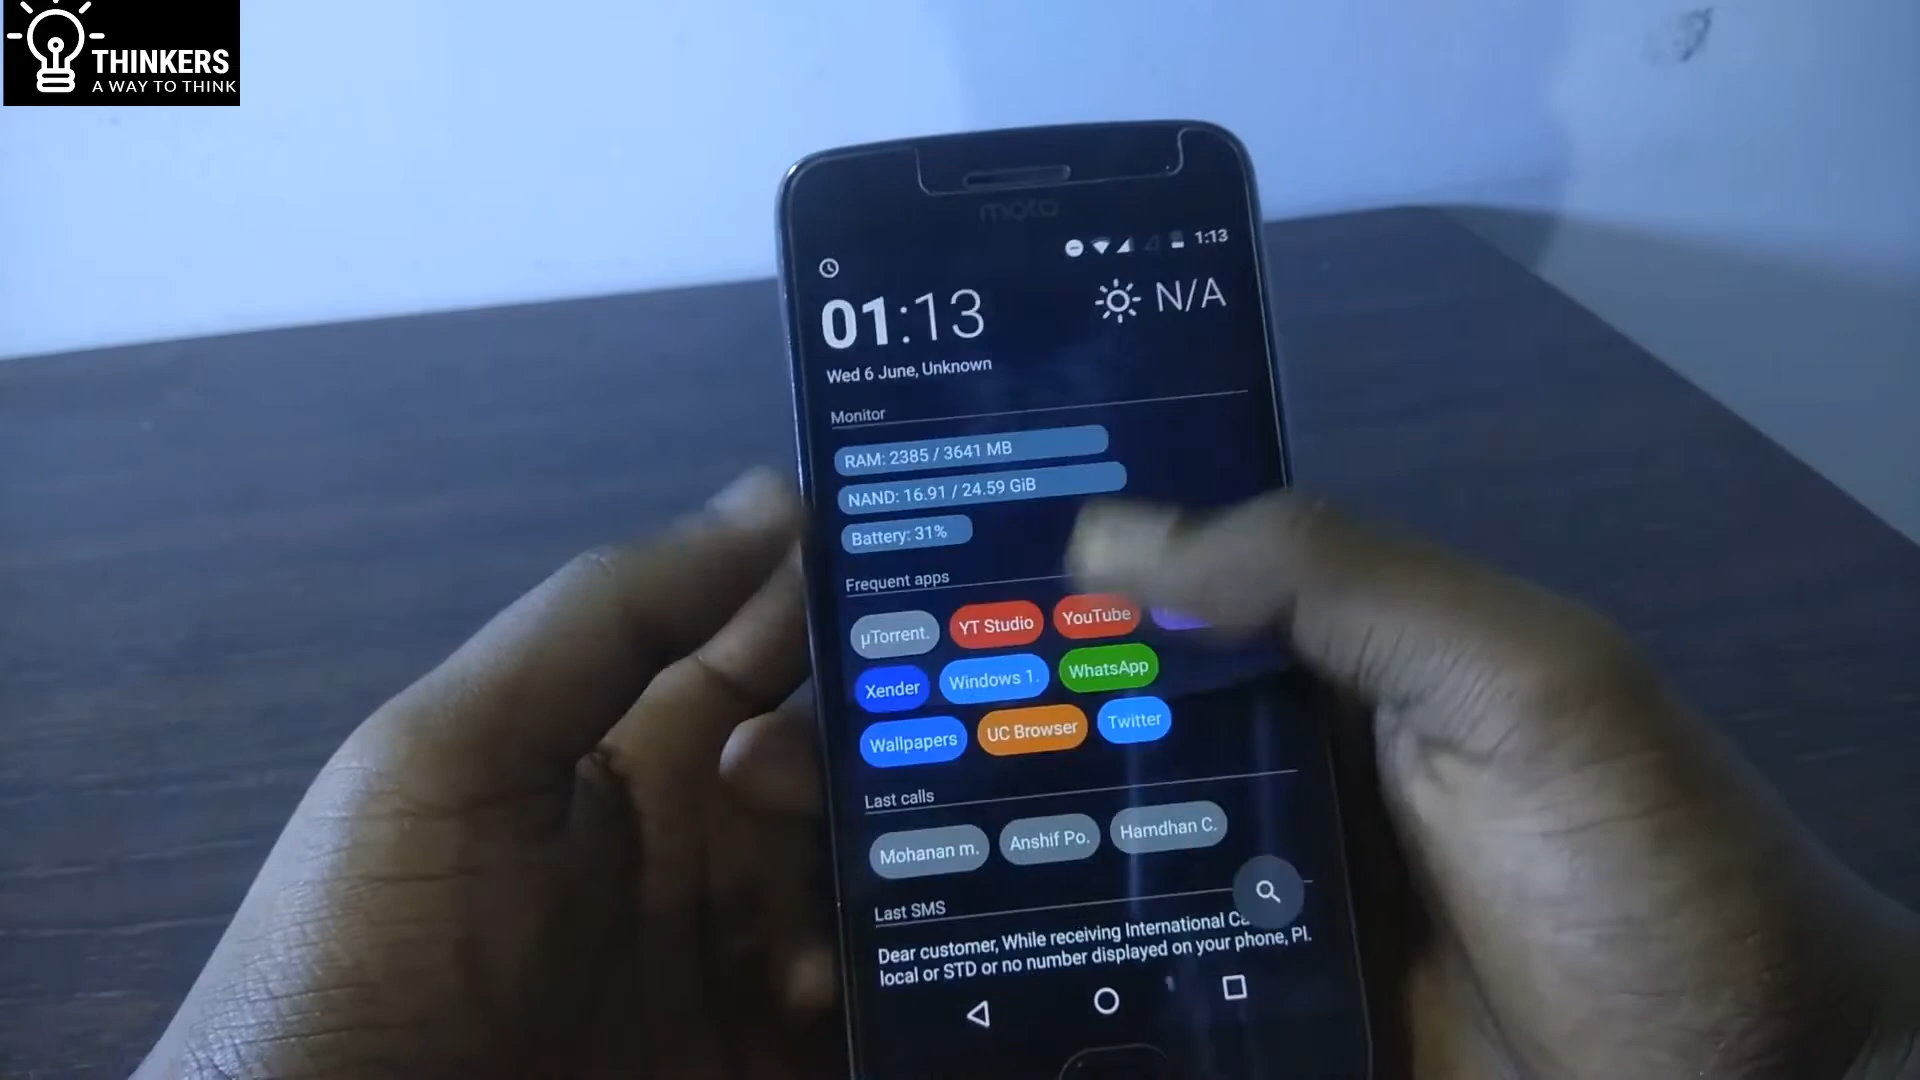 THINKERS
A WAY TO THINK
moto
1:13
01:13
N/A
Wed 6 June, Unknown
Monitor
RAM: 2385 / 3641 MB
NAND: 16.91 / 24.59 GiB
Battery: 31%
Frequent apps
µTorrent.
YT Studio
YouTube
Xender
Windows 1.
WhatsApp
Wallpapers
UC Browser
Twitter
Last calls
Mohanan m.
Anshif Po.
Hamdhan C.
Last SMS
Dear customer, While receiving International
local or STD or no number displayed on your phone, Pl.